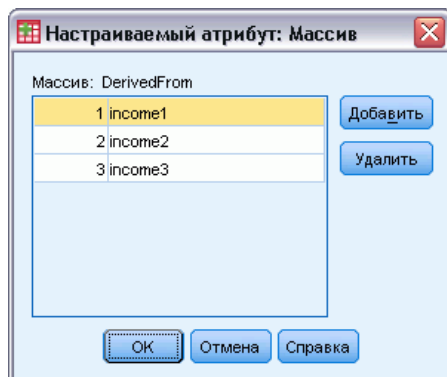 Настраиваемый атрибут: Массив
Массив: DerivedFrom
1 income1
Добавить
2 income2
Удалить
3 income3
OK Отмена Справка